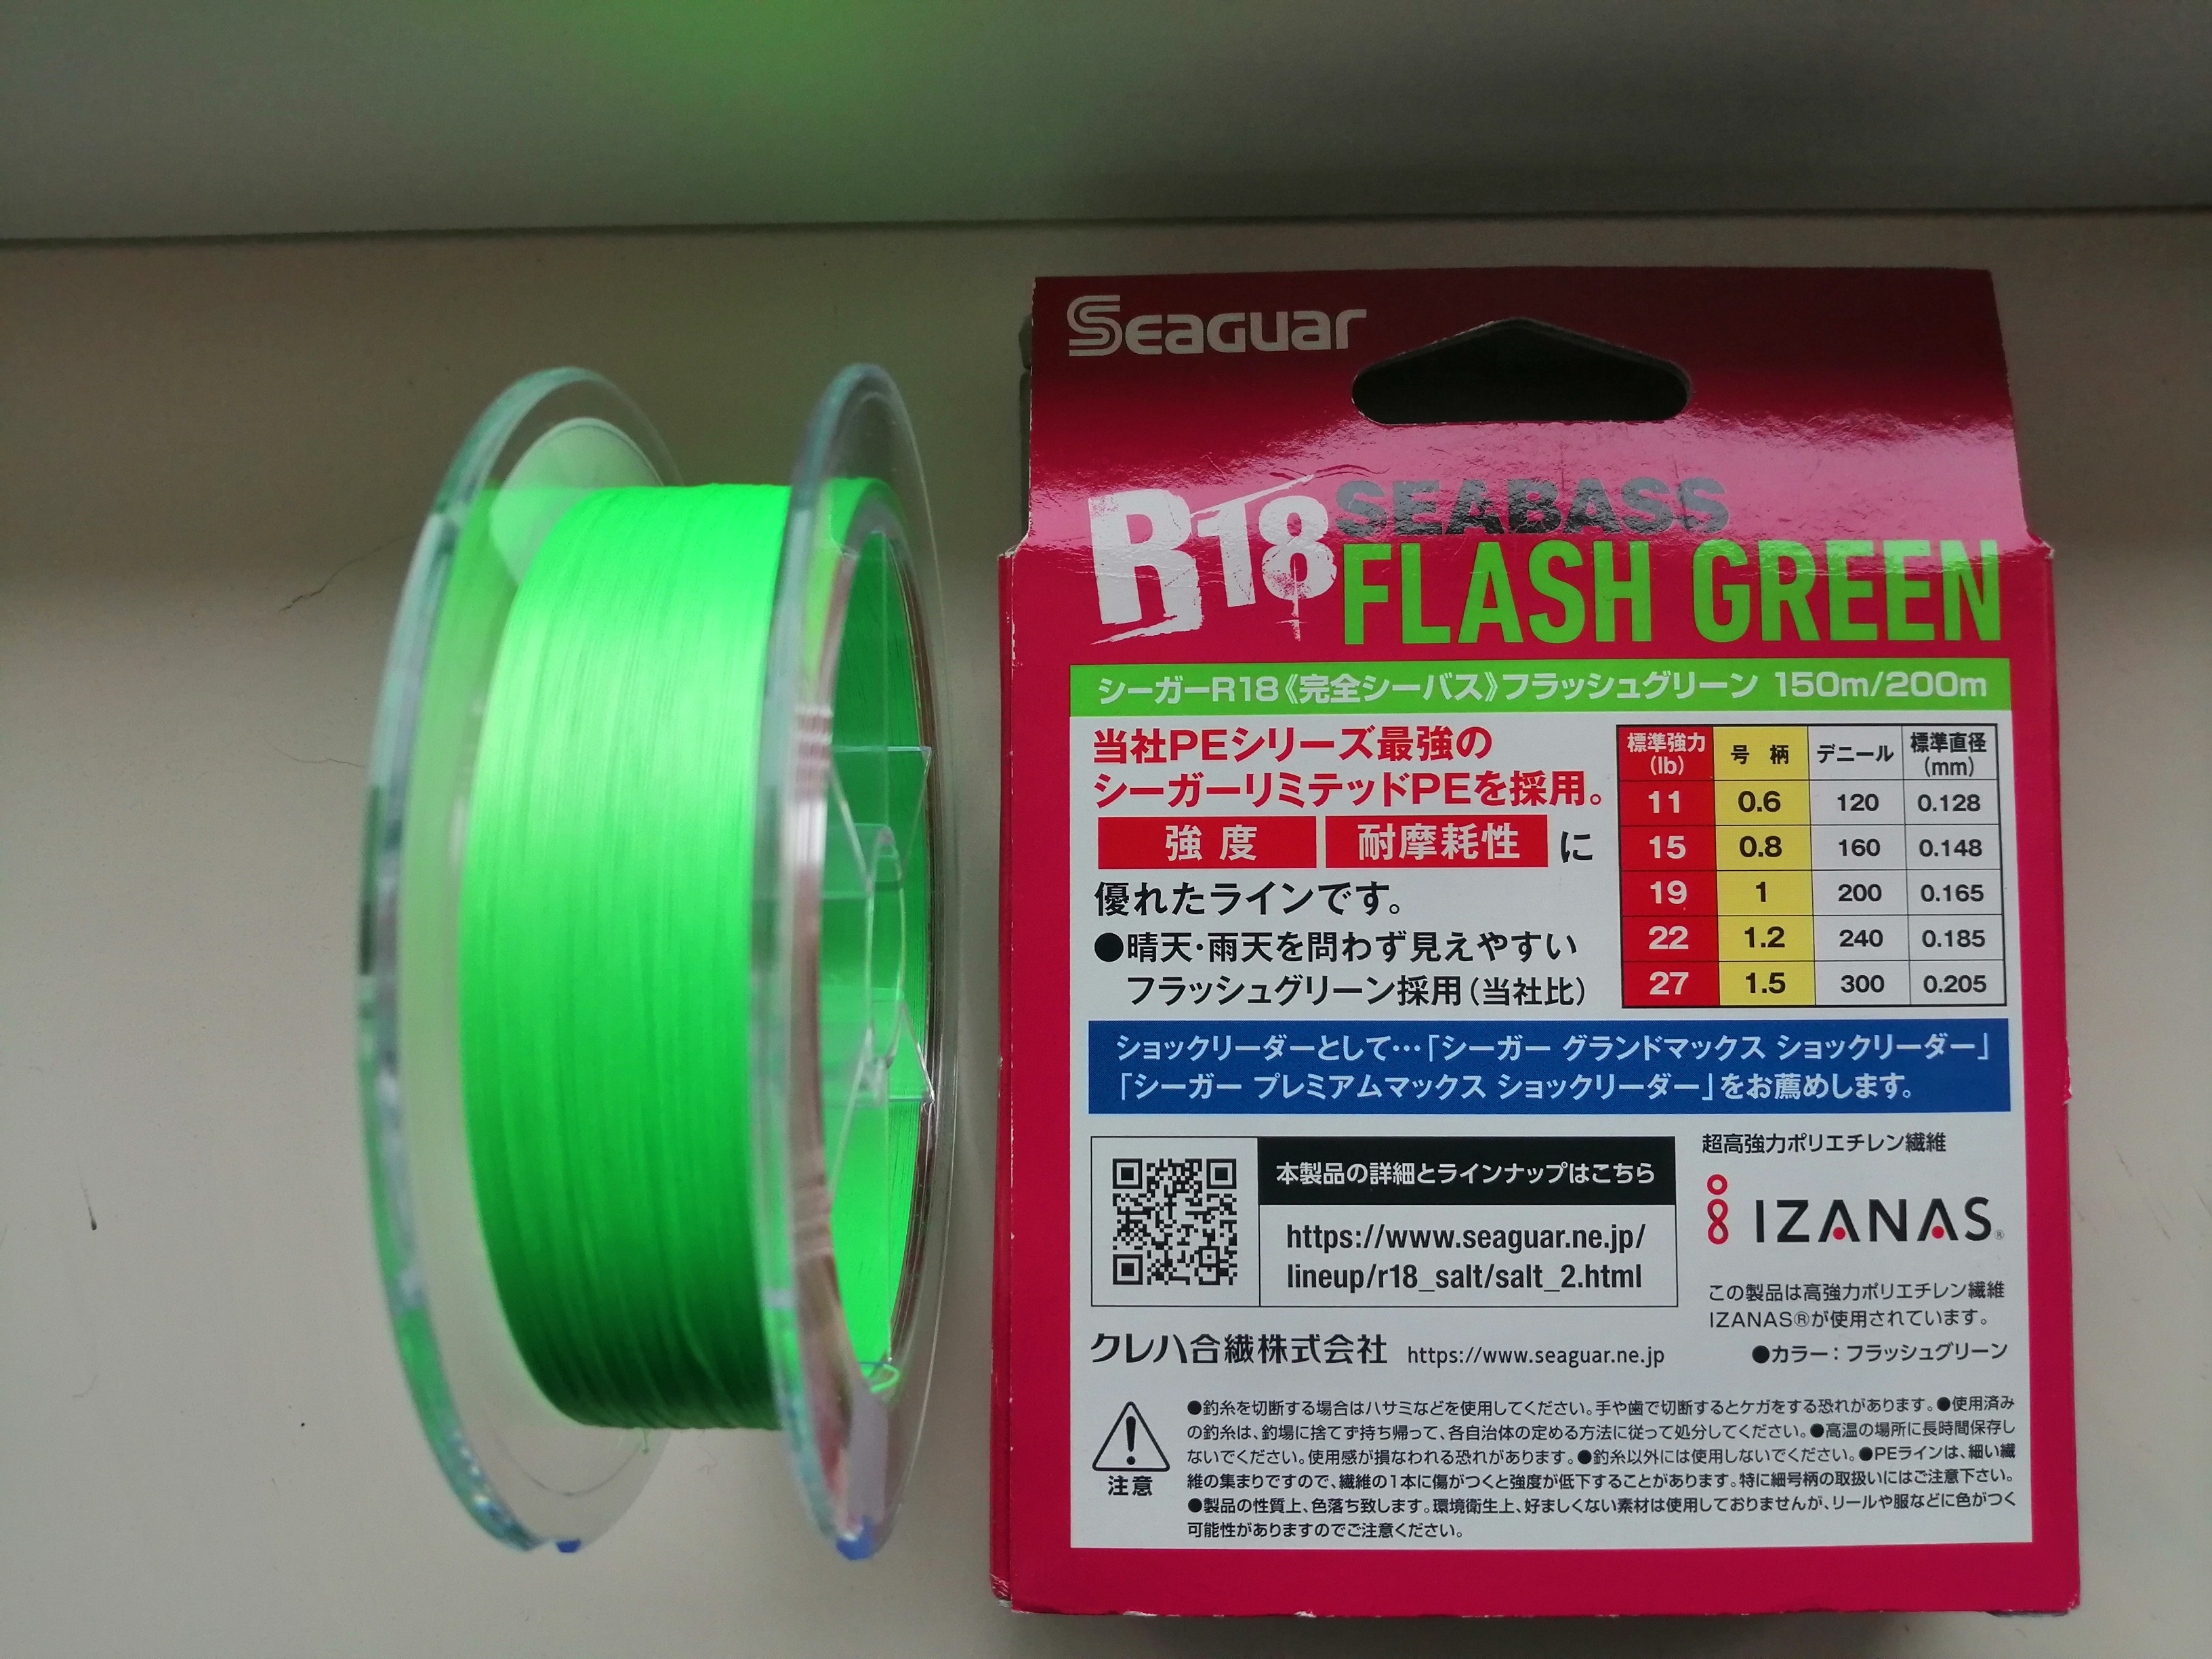 Seaguar
R18 SEABASS
FLASH GREEN
シーガーR18《完全シーバス》フラッシュグリーン 150m/200m
当社PEシリーズ最強の
シーガーリミテッドPEを採用。
強度 耐摩耗性 に
優れたラインです。
●晴天・雨天を問わず見えやすい
フラッシュグリーン採用(当社比)
標準強力(lb) 号柄 デニール 標準直径(mm)
11 0.6 120 0.128
15 0.8 160 0.148
19 1 200 0.165
22 1.2 240 0.185
27 1.5 300 0.205
ショックリーダーとして…「シーガー グランドマックス ショックリーダー」
「シーガー プレミアムマックス ショックリーダー」をお薦めします。
本製品の詳細とラインナップはこちら
https://www.seaguar.ne.jp/
lineup/r18_salt/salt_2.html
超高強力ポリエチレン繊維
IZANAS®
この製品は高強力ポリエチレン繊維
IZANAS®が使用されています。
●カラー：フラッシュグリーン
クレハ合繊株式会社 https://www.seaguar.ne.jp
注意
●釣糸を切断する場合はハサミなどを使用してください。手や歯で切断するとケガをする恐れがあります。●使用済み
の釣糸は、釣場に捨てず持ち帰って、各自治体の定める方法に従って処分してください。●高温の場所に長時間保存し
ないでください。使用感が損なわれる恐れがあります。●釣糸以外には使用しないでください。●PEラインは、細い繊
維の集まりですので、繊維の1本に傷がつくと強度が低下することがあります。特に細号柄の取扱いにはご注意下さい。
●製品の性質上、色落ち致します。環境衛生上、好ましくない素材は使用しておりませんが、リールや服などに色がつく
可能性がありますのでご注意ください。